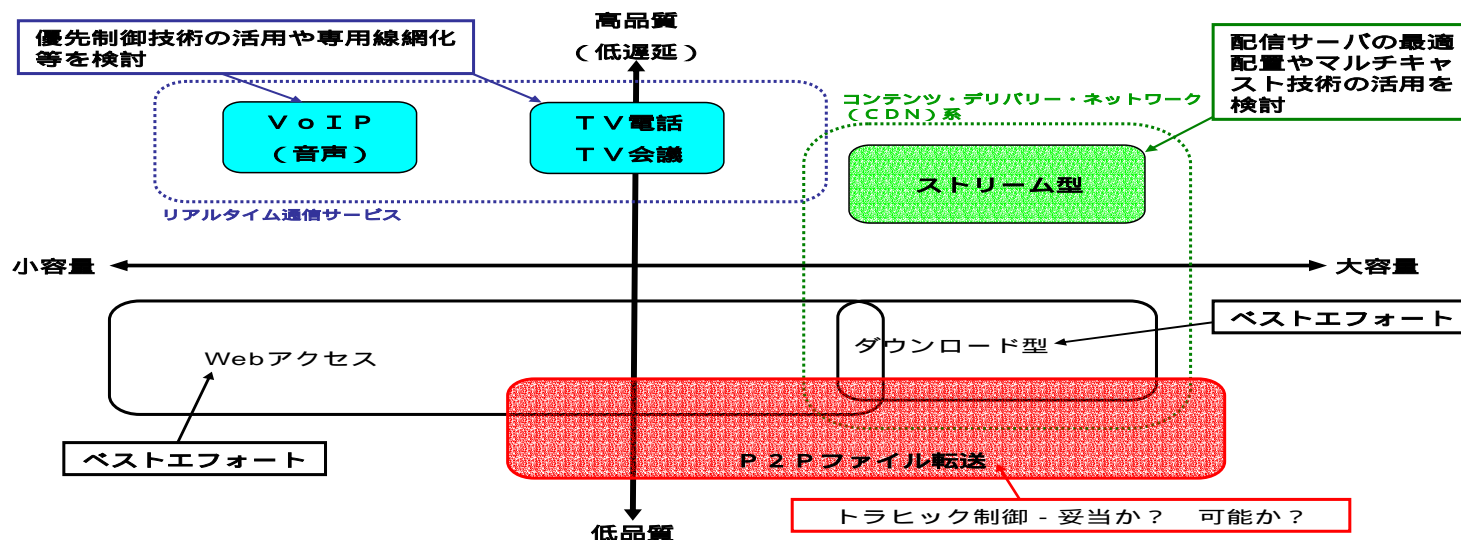 高品質
(低遅延)
優先制御技術の活用や専用線網化
等を検討
配信サーバの最適
配置やマルチキャ
スト技術の活用を
検討
コンテンツ・デリバリー・ネットワーク
(CDN)系
VoIP
(音声)
TV電話
TV会議
ストリーム型
リアルタイム通信サービス
小容量
大容量
ベストエフォート
Webアクセス
ダウンロード型
ベストエフォート
P2Pファイル転送
トラヒック制御-妥当か? 可能か?
低品質